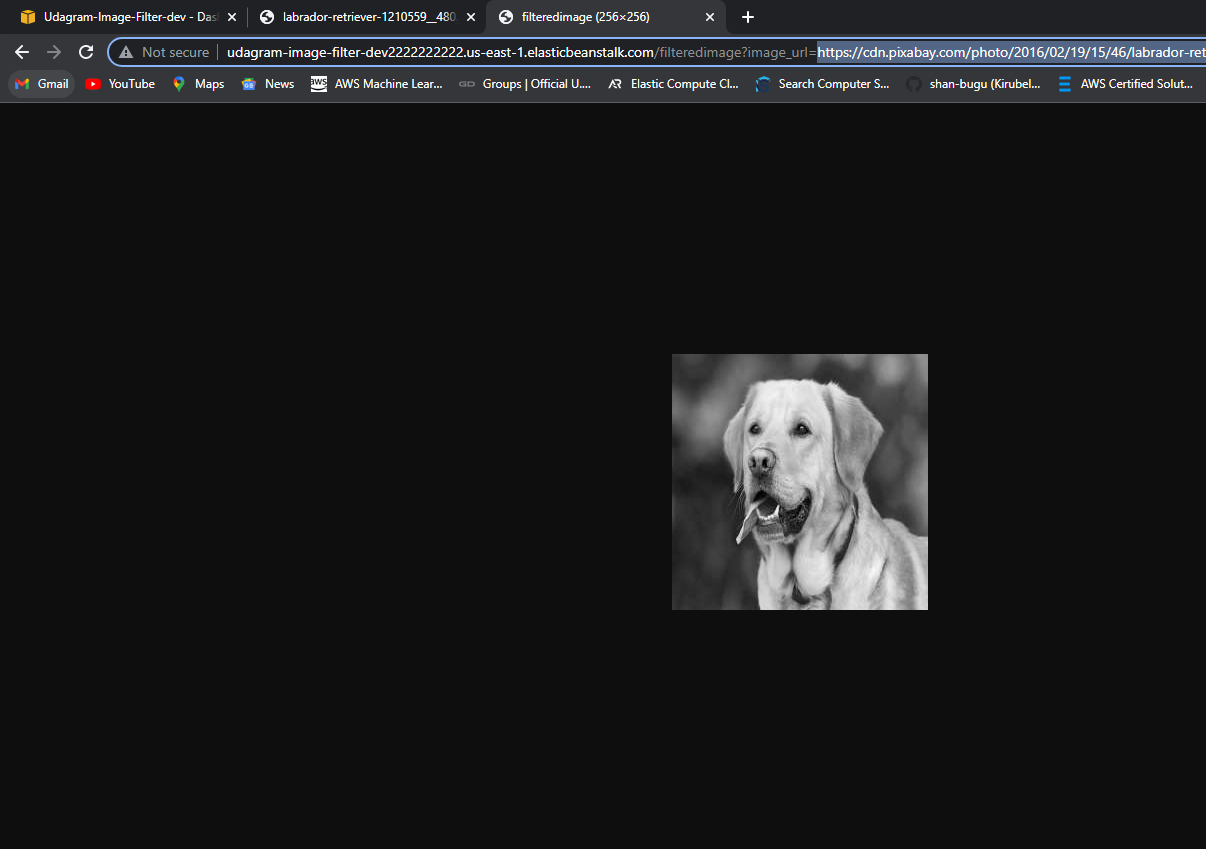 Udagram-Image-Filter-dev - Das
labrador-retriever-1210559__480.
filteredimage (256×256)
Not secure
udagram-image-filter-dev2222222222.us-east-1.elasticbeanstalk.com/filteredimage?image_url=https://cdn.pixabay.com/photo/2016/02/19/15/46/labrador-ret
Gmail
YouTube
Maps
News
aws
AWS Machine Lear...
Groups | Official U....
Elastic Compute Cl...
Search Computer S...
shan-bugu (Kirubel...
AWS Certified Solut...